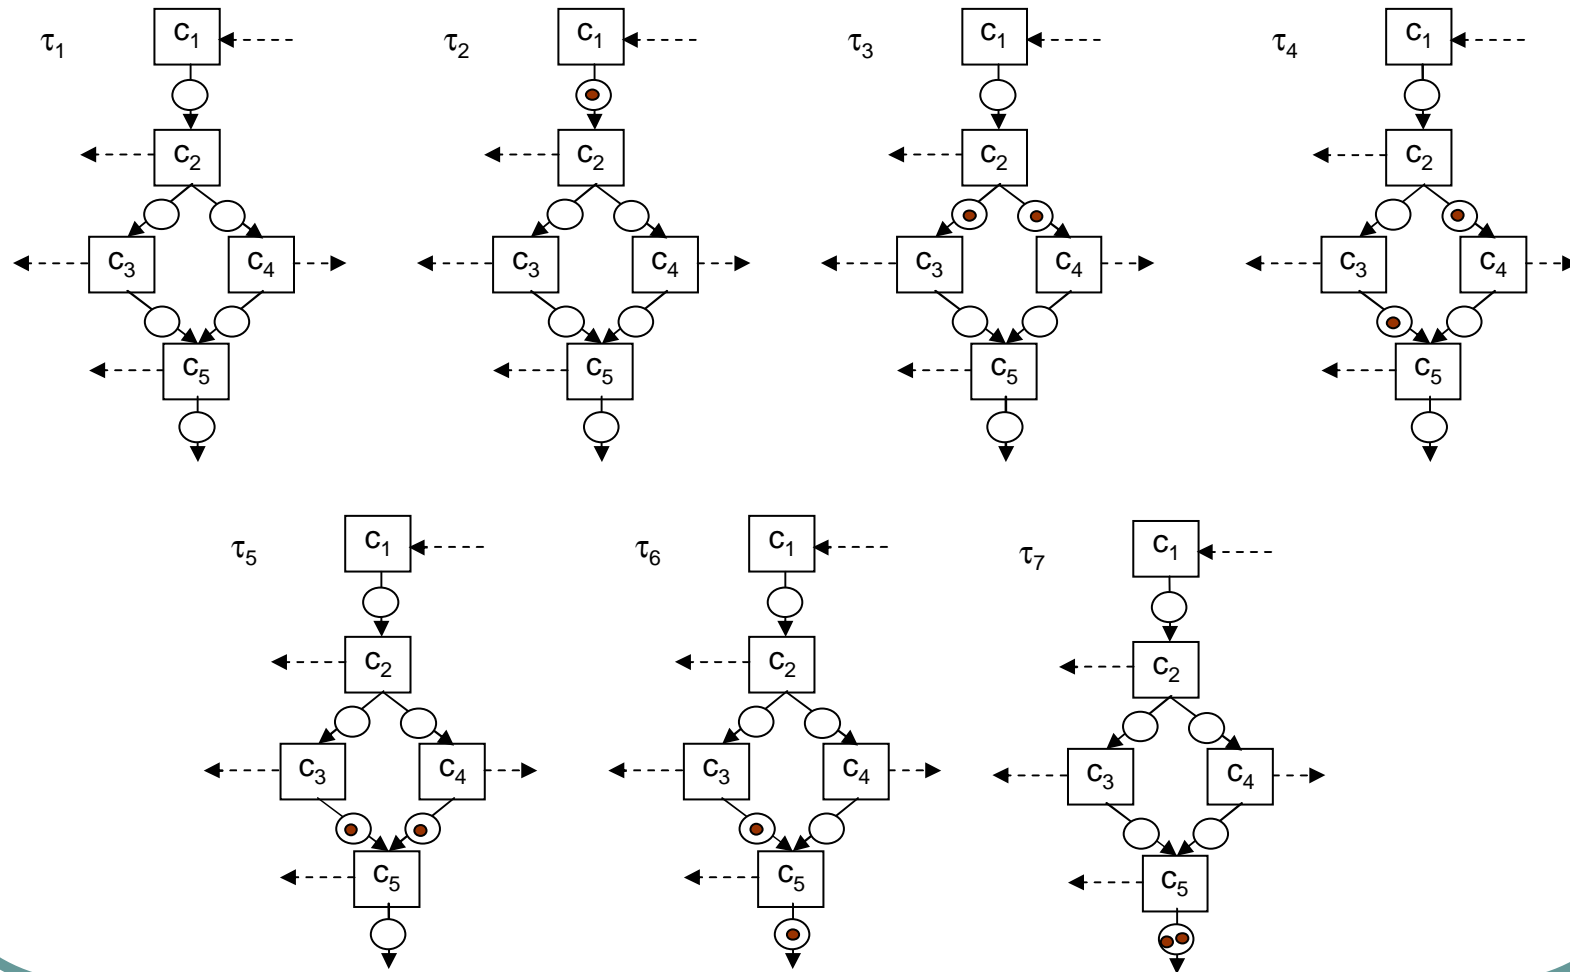 τ₁
C₁
C₂
C₃ C₄
C₅
τ₂
C₁
C₂
C₃ C₄
C₅
τ₃
C₁
C₂
C₃ C₄
C₅
τ₄
C₁
C₂
C₃ C₄
C₅
τ₅
C₁
C₂
C₃ C₄
C₅
τ₆
C₁
C₂
C₃ C₄
C₅
τ₇
C₁
C₂
C₃ C₄
C₅